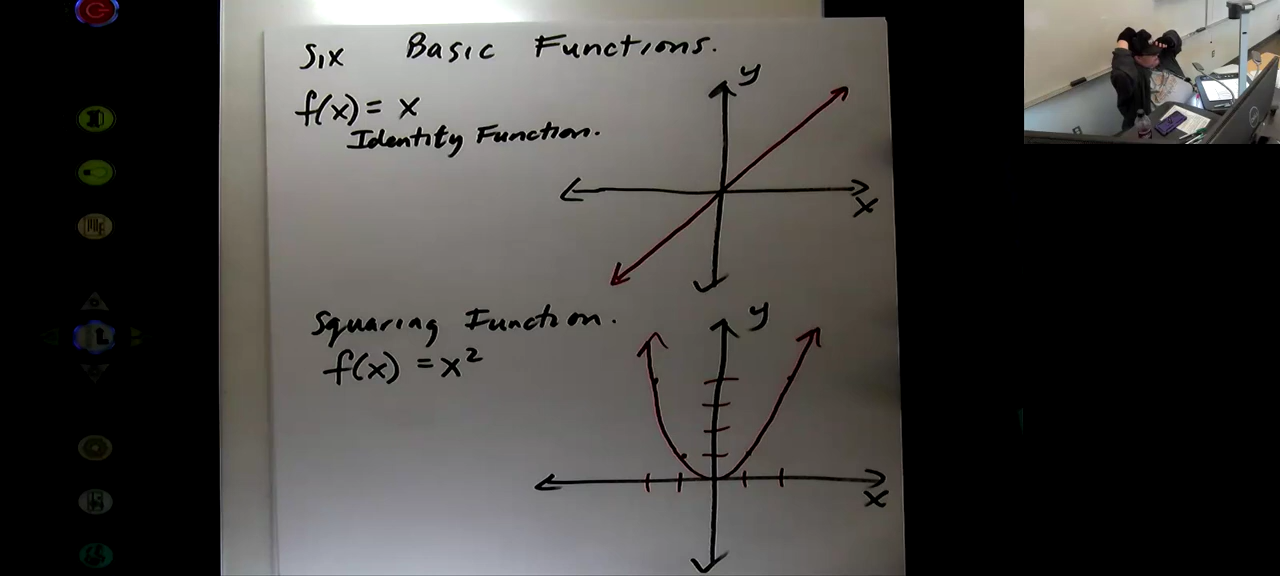 Six Basic Functions.
y
f(x) = x
Identity Function.
x
Squaring Function.
y
f(x) = x²
x